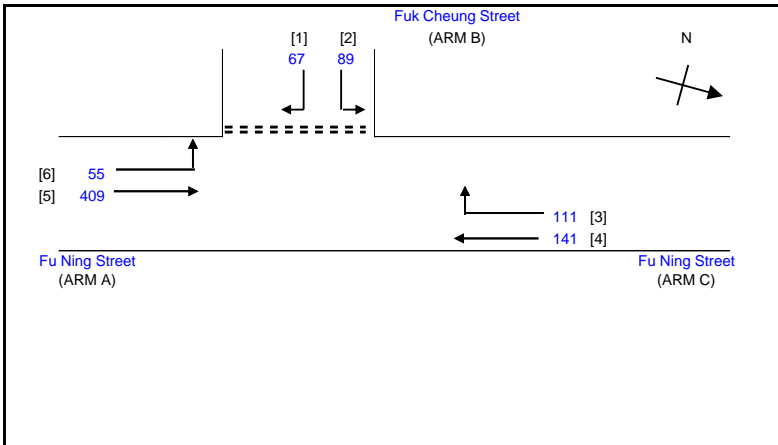 Fuk Cheung Street
[1] [2] (ARM B) N
67 89
[6] 55
[5] 409
111 [3]
141 [4]
Fu Ning Street Fu Ning Street
(ARM A) (ARM C)